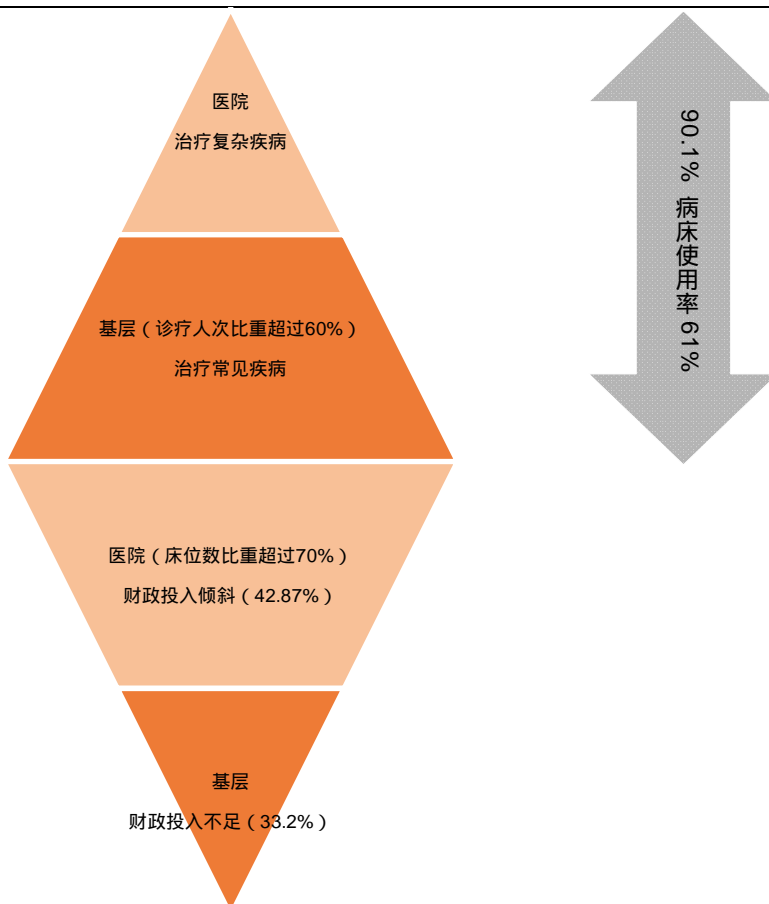 医院
治疗复杂疾病
基层（诊疗人次比重超过60%）
治疗常见疾病
医院（床位数比重超过70%）
财政投入倾斜（42.87%）
基层
财政投入不足（33.2%）
90.1% 病床使用率 61%